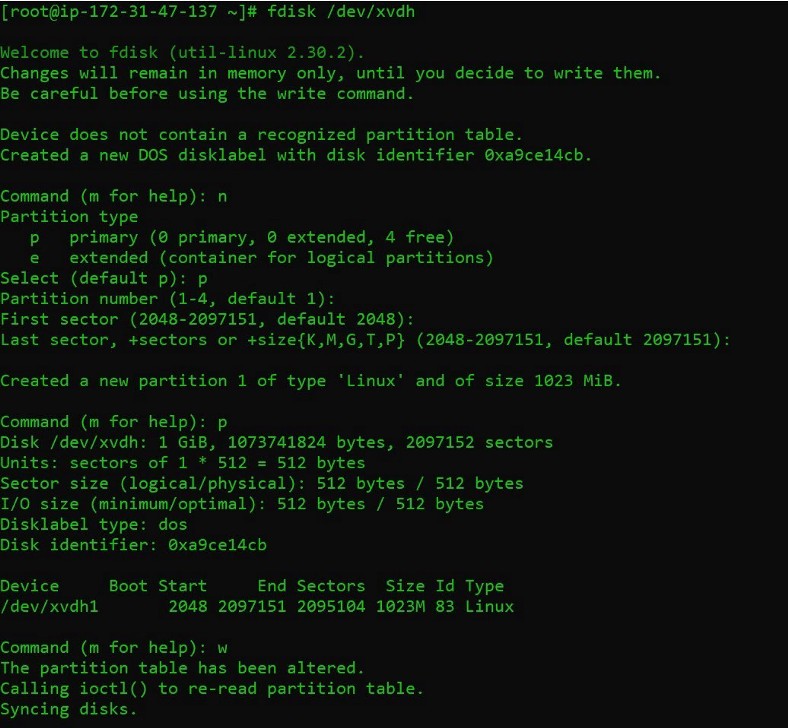 [root@ip-172-31-47-137 ~]# fdisk /dev/xvdh
Welcome to fdisk (util-linux 2.30.2).
Changes will remain in memory only, until you decide to write them.
Be careful before using the write command.
Device does not contain a recognized partition table.
Created a new DOS disklabel with disk identifier 0xa9ce14cb.
Command (m for help): n
Partition type
   p   primary (0 primary, 0 extended, 4 free)
   e   extended (container for logical partitions)
Select (default p): p
Partition number (1-4, default 1):
First sector (2048-2097151, default 2048):
Last sector, +sectors or +size{K,M,G,T,P} (2048-2097151, default 2097151):
Created a new partition 1 of type 'Linux' and of size 1023 MiB.
Command (m for help): p
Disk /dev/xvdh: 1 GiB, 1073741824 bytes, 2097152 sectors
Units: sectors of 1 * 512 = 512 bytes
Sector size (logical/physical): 512 bytes / 512 bytes
I/O size (minimum/optimal): 512 bytes / 512 bytes
Disklabel type: dos
Disk identifier: 0xa9ce14cb
Device     Boot Start     End Sectors  Size Id Type
/dev/xvdh1       2048 2097151 2095104 1023M 83 Linux
Command (m for help): w
The partition table has been altered.
Calling ioctl() to re-read partition table.
Syncing disks.